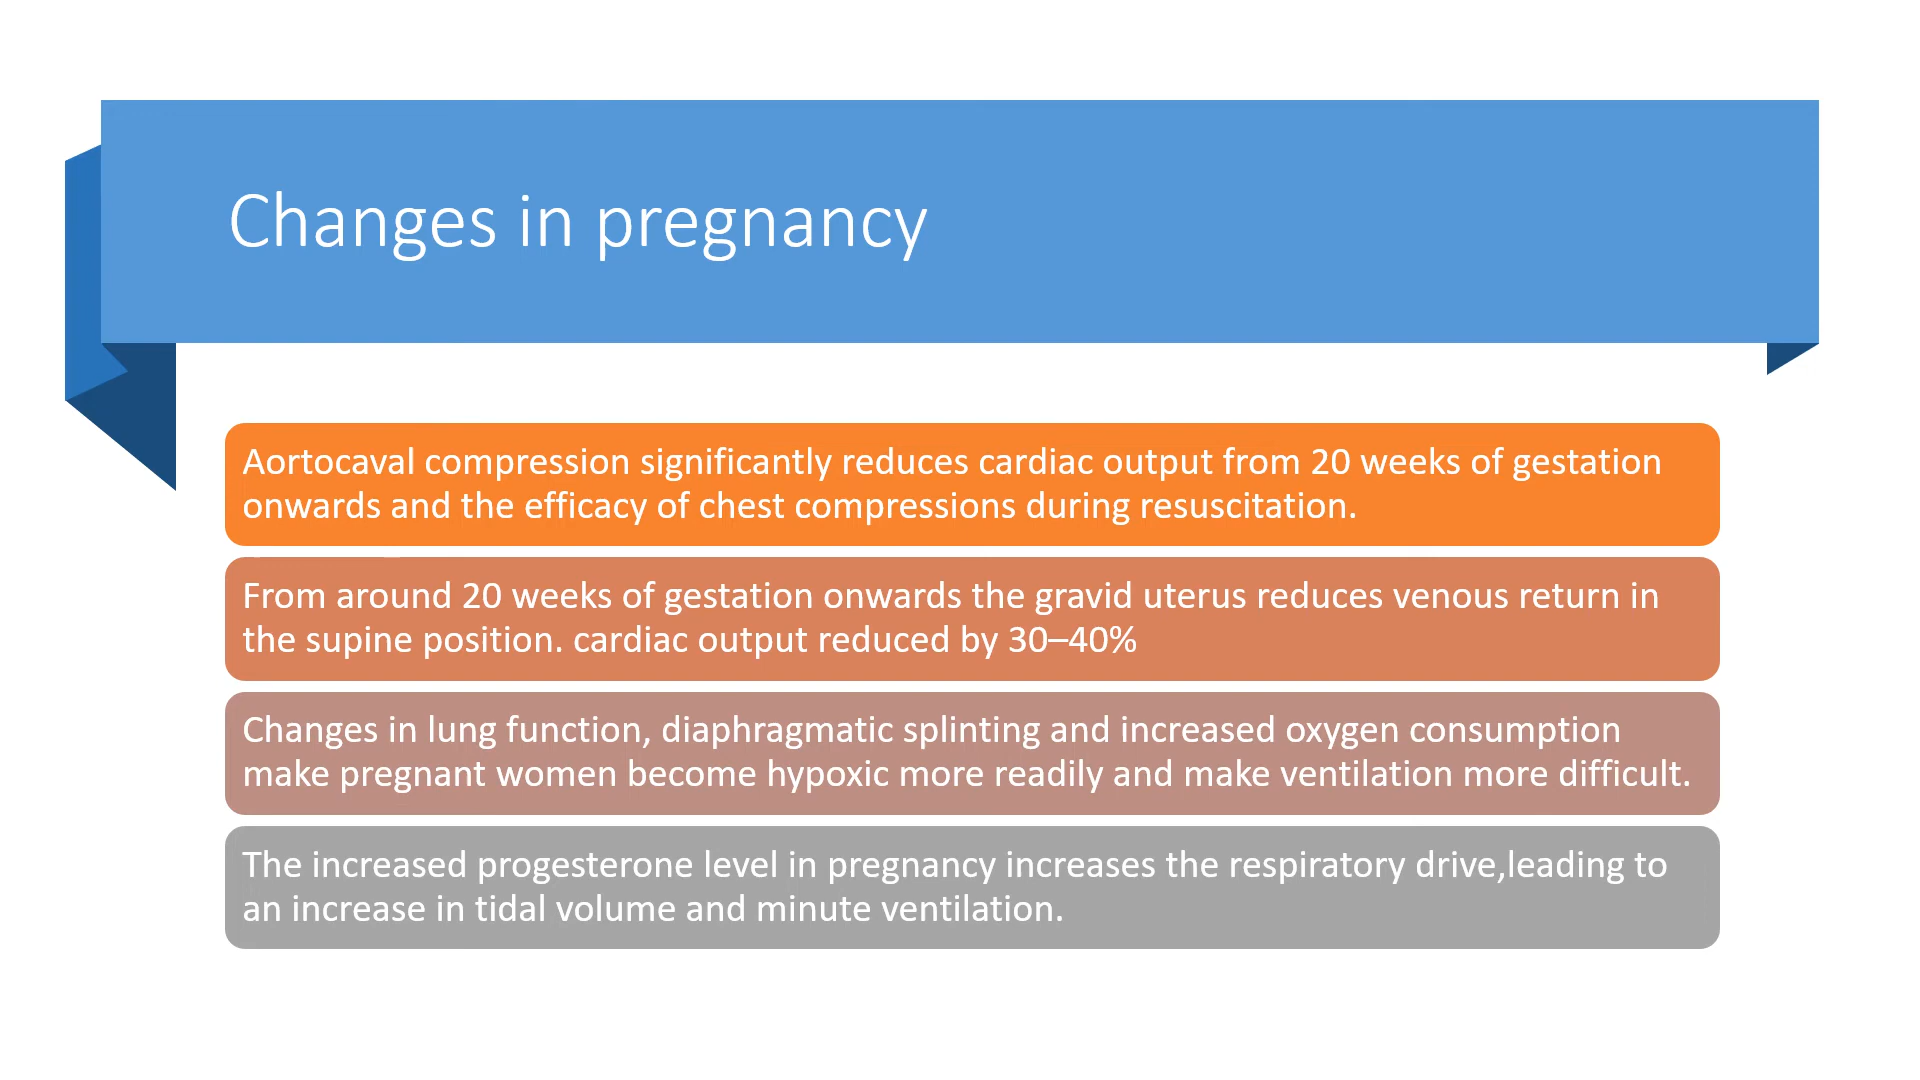 Changes in pregnancy
Aortocaval compression significantly reduces cardiac output from 20 weeks of gestation
onwards and the efficacy of chest compressions during resuscitation.
From around 20 weeks of gestation onwards the gravid uterus reduces venous return in
the supine position. cardiac output reduced by 30–40%
Changes in lung function, diaphragmatic splinting and increased oxygen consumption
make pregnant women become hypoxic more readily and make ventilation more difficult.
The increased progesterone level in pregnancy increases the respiratory drive,leading to
an increase in tidal volume and minute ventilation.